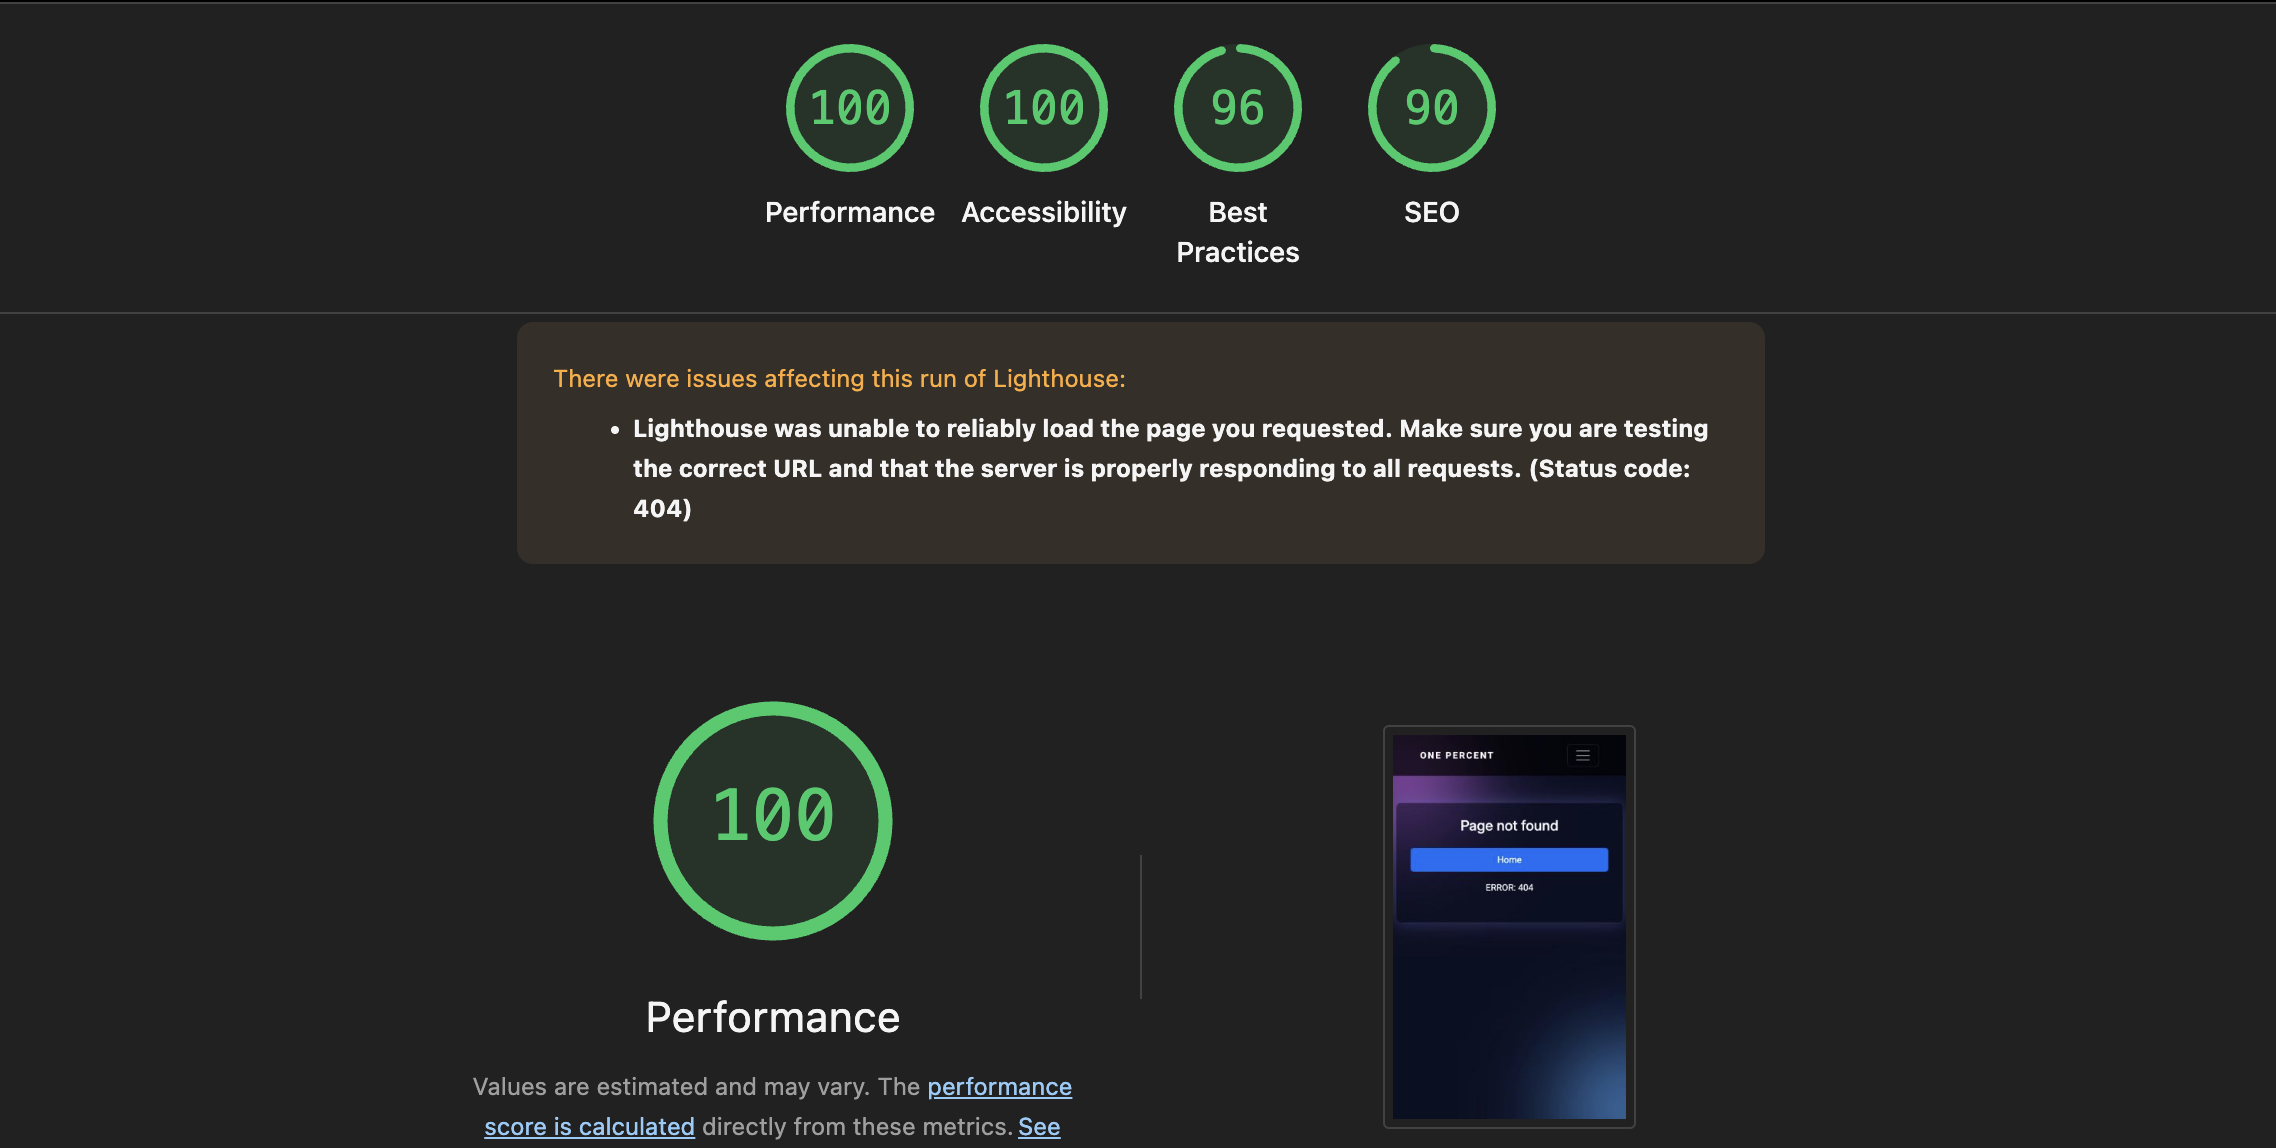 100 100 96 90
Performance Accessibility Best Practices SEO
There were issues affecting this run of Lighthouse:
• Lighthouse was unable to reliably load the page you requested. Make sure you are testing
the correct URL and that the server is properly responding to all requests. (Status code:
404)
100
Performance
Values are estimated and may vary. The performance
score is calculated directly from these metrics. See
ONE PERCENT
Page not found
Home
ERROR: 404